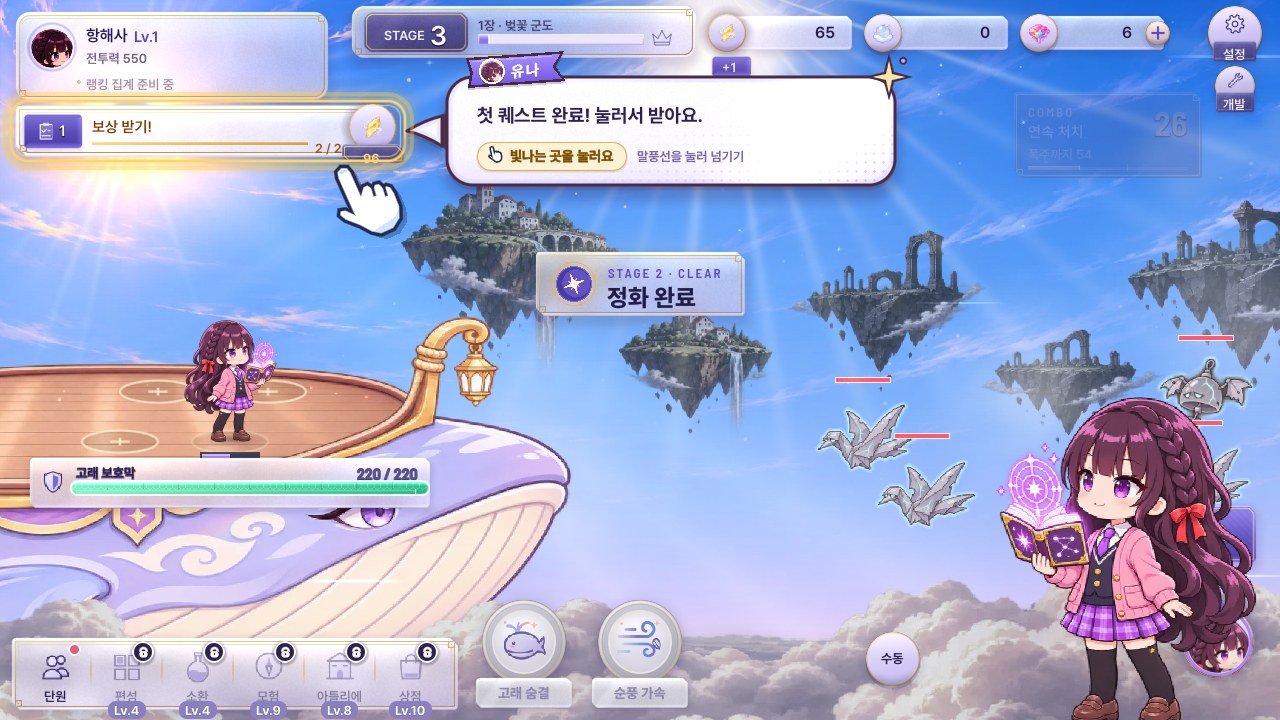 항해사 Lv.1
전투력 550
* 랭킹 집계 준비 중
STAGE 3
1장 · 벚꽃 군도
65
+1
0
6
설정
개발
1
보상 받기!
2 / 2
96
유나
첫 퀘스트 완료! 눌러서 받아요.
빛나는 곳을 눌러요
말풍선을 눌러 넘기기
COMBO
연속 처치
26
폭주까지 54
STAGE 2 · CLEAR
정화 완료
고래 보호막
220 / 220
단원
편성
Lv.4
소환
Lv.4
모험
Lv.9
아틀리에
Lv.8
상점
Lv.10
고래 숨결
순풍 가속
수동